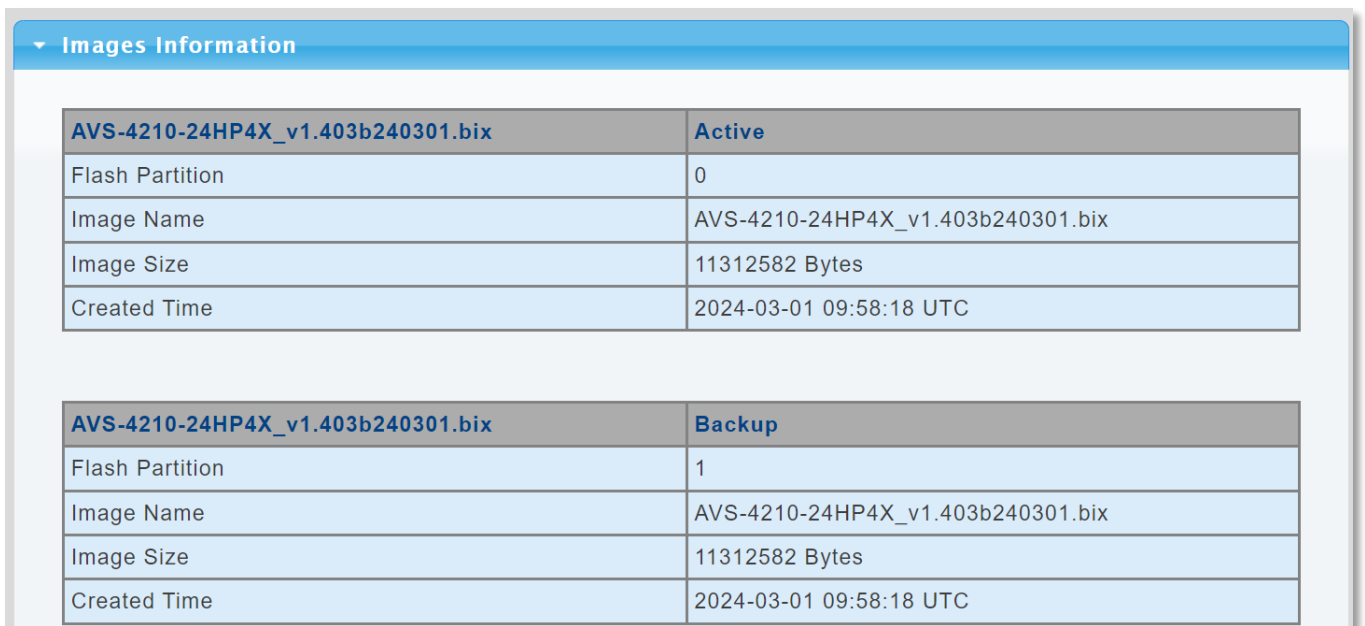 Images Information
AVS-4210-24HP4X_v1.403b240301.bix Active
Flash Partition 0
Image Name AVS-4210-24HP4X_v1.403b240301.bix
Image Size 11312582 Bytes
Created Time 2024-03-01 09:58:18 UTC
AVS-4210-24HP4X_v1.403b240301.bix Backup
Flash Partition 1
Image Name AVS-4210-24HP4X_v1.403b240301.bix
Image Size 11312582 Bytes
Created Time 2024-03-01 09:58:18 UTC